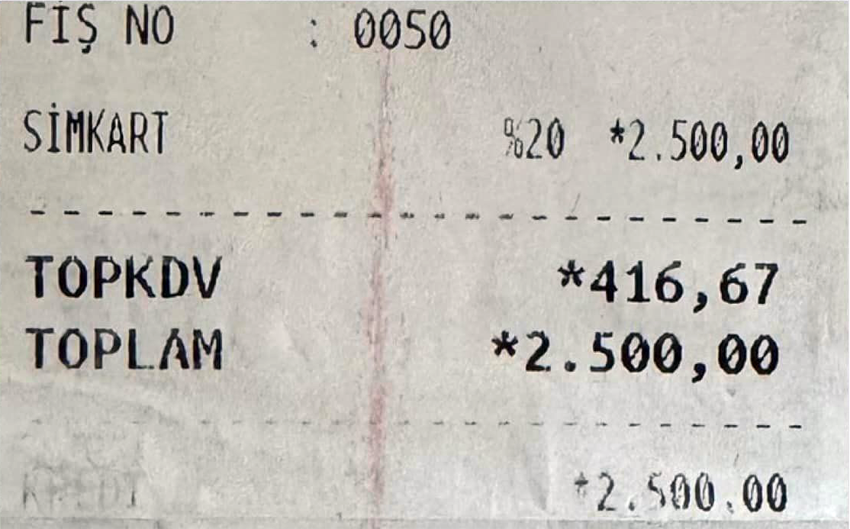 FİŞ NO : 0050
SİMKART %20 *2.500,00
TOPKDV *416,67
TOPLAM *2.500,00
KREDI *2.500.00